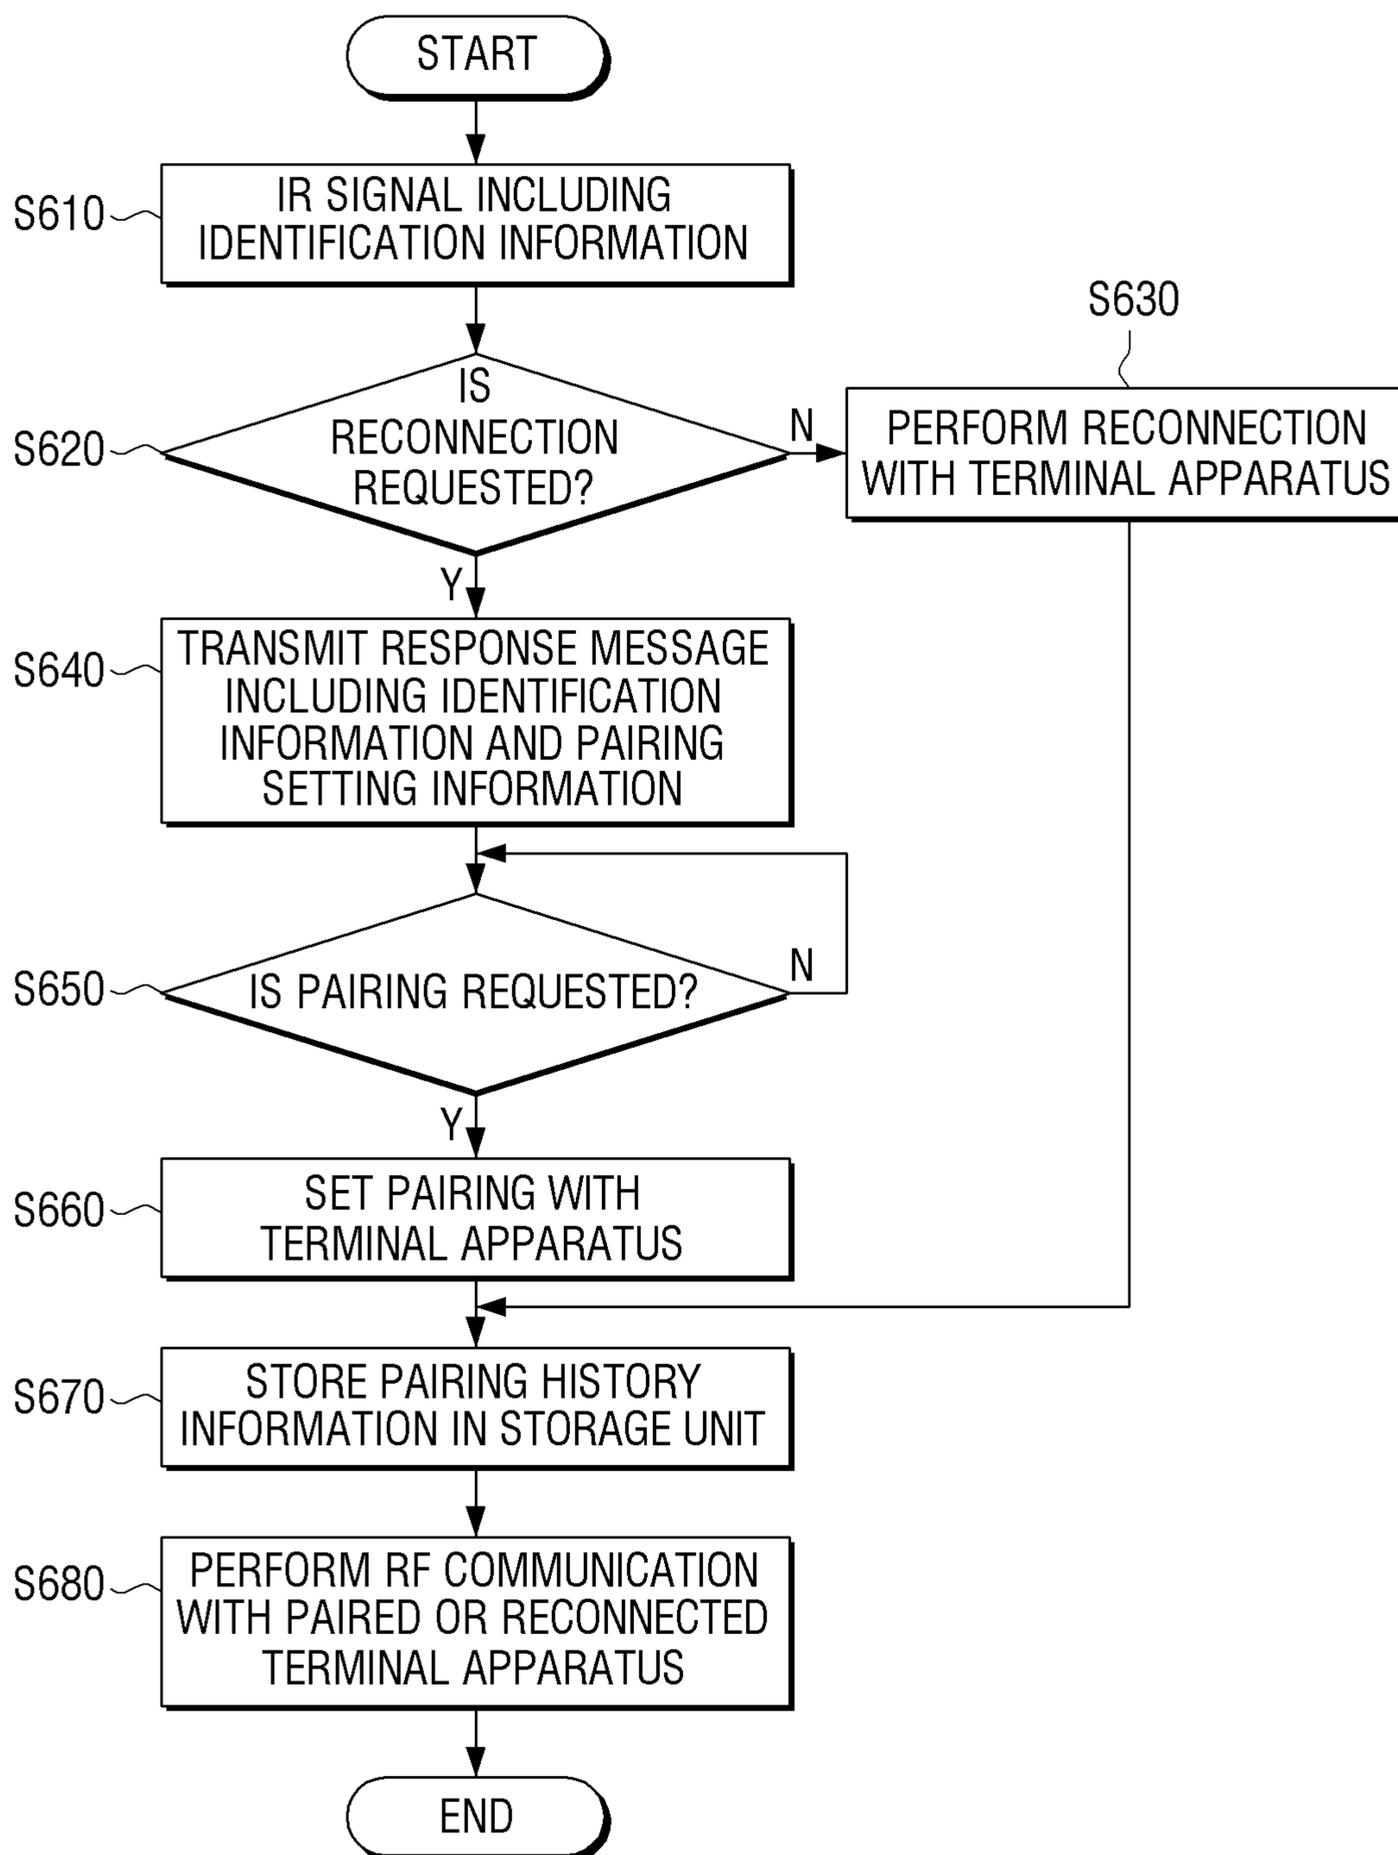 START
S610
IR SIGNAL INCLUDING
IDENTIFICATION INFORMATION
S620
IS
RECONNECTION
REQUESTED?
N
S630
PERFORM RECONNECTION
WITH TERMINAL APPARATUS
Y
S640
TRANSMIT RESPONSE MESSAGE
INCLUDING IDENTIFICATION
INFORMATION AND PAIRING
SETTING INFORMATION
S650
IS PAIRING REQUESTED?
N
Y
S660
SET PAIRING WITH
TERMINAL APPARATUS
S670
STORE PAIRING HISTORY
INFORMATION IN STORAGE UNIT
S680
PERFORM RF COMMUNICATION
WITH PAIRED OR RECONNECTED
TERMINAL APPARATUS
END